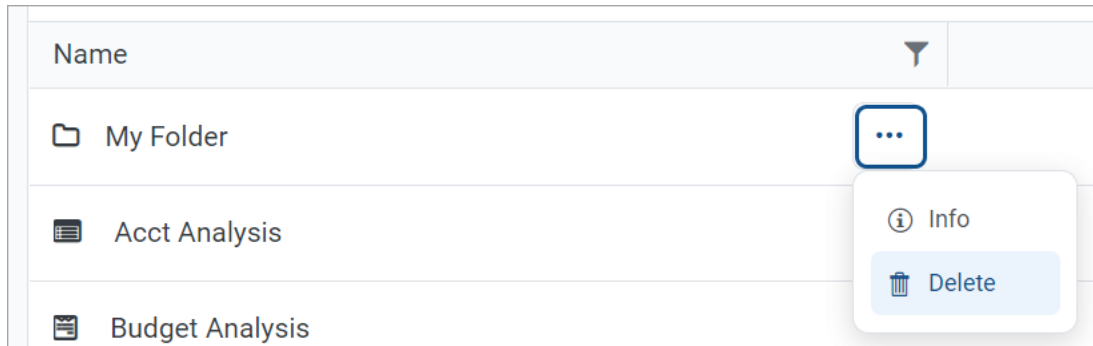 Name
My Folder
Acct Analysis
Info
Delete
Budget Analysis